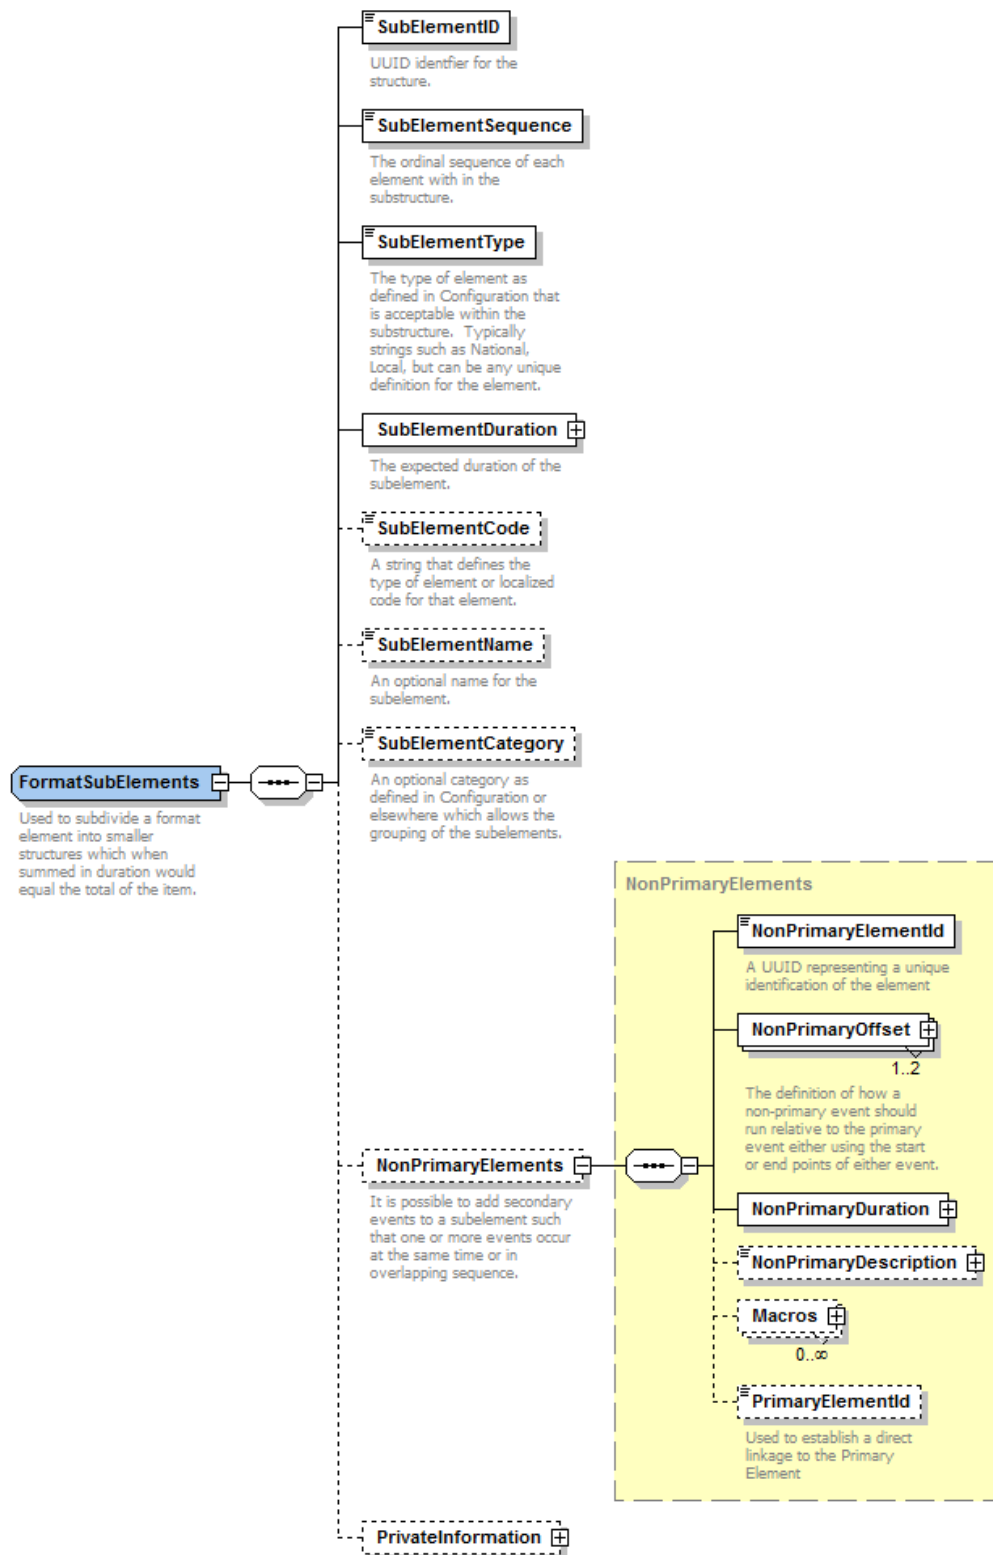 SubElementID
UUID identfier for the
structure.
SubElementSequence
The ordinal sequence of each
element with in the
substructure.
SubElementType
The type of element as
defined in Configuration that
is acceptable within the
substructure.  Typically
strings such as National,
Local, but can be any unique
definition for the element.
SubElementDuration
The expected duration of the
subelement.
SubElementCode
A string that defines the
type of element or localized
code for that element.
SubElementName
An optional name for the
subelement.
SubElementCategory
An optional category as
defined in Configuration or
elsewhere which allows the
grouping of the subelements.
FormatSubElements
Used to subdivide a format
element into smaller
structures which when
summed in duration would
equal the total of the item.
NonPrimaryElements
NonPrimaryElementId
A UUID representing a unique
identification of the element
NonPrimaryOffset
1..2
The definition of how a
non-primary event should
run relative to the primary
event either using the start
or end points of either event.
NonPrimaryElements
It is possible to add secondary
events to a subelement such
that one or more events occur
at the same time or in
overlapping sequence.
NonPrimaryDuration
NonPrimaryDescription
Macros
0..∞
PrimaryElementId
Used to establish a direct
linkage to the Primary
Element
PrivateInformation